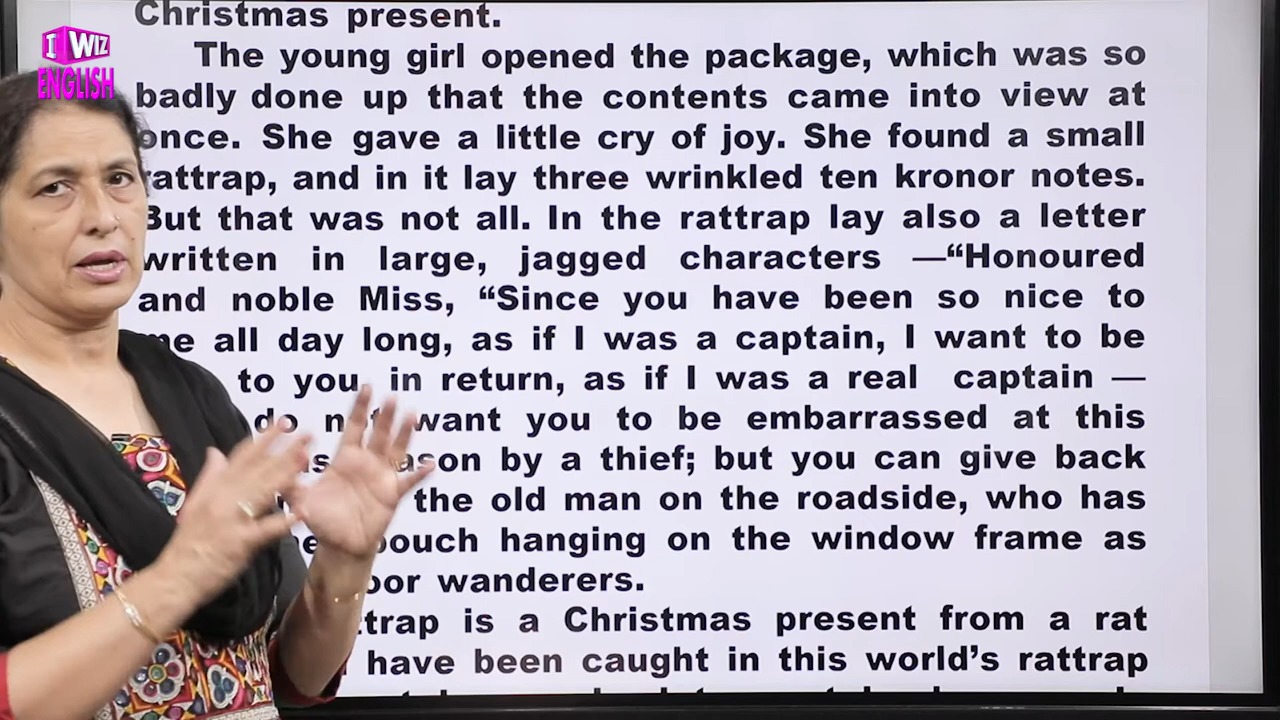 I WIZ
ENGLISH
Christmas present.
The young girl opened the package, which was so
badly done up that the contents came into view at
once. She gave a little cry of joy. She found a small
rattrap, and in it lay three wrinkled ten kronor notes.
But that was not all. In the rattrap lay also a letter
written in large, jagged characters —“Honoured
and noble Miss, “Since you have been so nice to
me all day long, as if I was a captain, I want to be
to you, in return, as if I was a real captain —
do not want you to be embarrassed at this
by a thief; but you can give back
the old man on the roadside, who has
pouch hanging on the window frame as
poor wanderers.
rattrap is a Christmas present from a rat
have been caught in this world’s rattrap